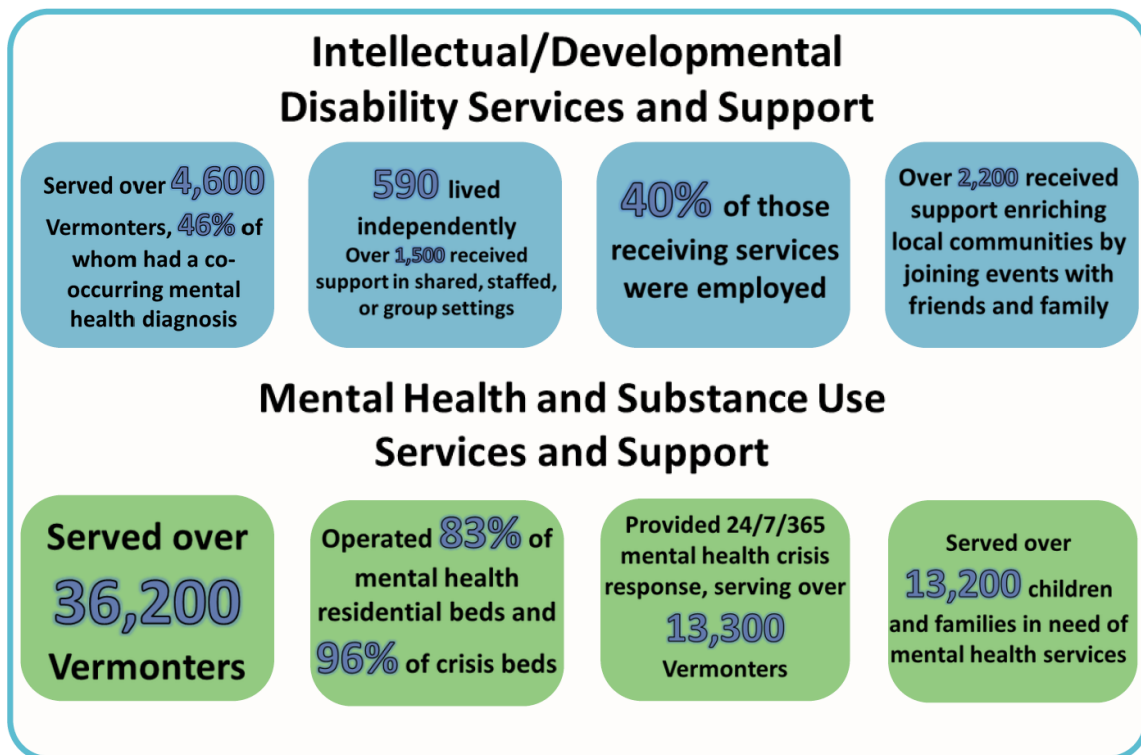 Intellectual/Developmental
Disability Services and Support
Served over 4,600
Vermonters, 46% of
whom had a co-
occurring mental
health diagnosis
590 lived
independently
Over 1,500 received
support in shared, staffed,
or group settings
40% of those
receiving services
were employed
Over 2,200 received
support enriching
local communities by
joining events with
friends and family
Mental Health and Substance Use
Services and Support
Served over
36,200
Vermonters
Operated 83% of
mental health
residential beds and
96% of crisis beds
Provided 24/7/365
mental health crisis
response, serving over
13,300
Vermonters
Served over
13,200 children
and families in need of
mental health services